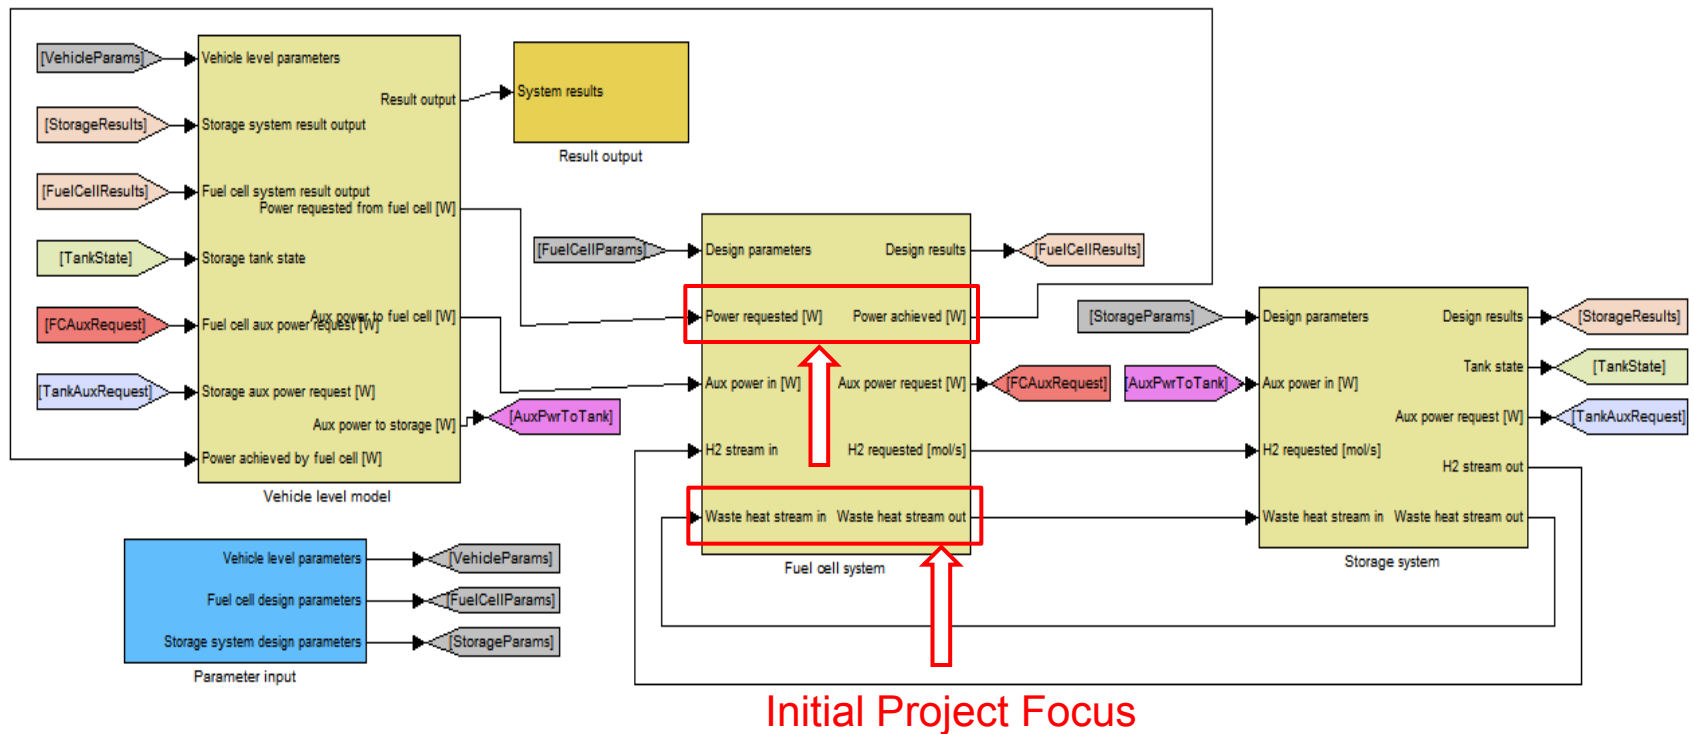 [VehicleParams]
Vehicle level parameters
Result output
[StorageResults]
Storage system result output
[FuelCellResults]
Fuel cell system result output
Power requested from fuel cell [W]
[TankState]
Storage tank state
[FCAuxRequest]
Fuel cell aux power request [W]
Aux power to fuel cell [W]
[TankAuxRequest]
Storage aux power request [W]
Aux power to storage [W]
[AuxPwrToTank]
Power achieved by fuel cell [W]
Vehicle level model
System results
Result output
[FuelCellParams]
Design parameters
Design results
[FuelCellResults]
Power requested [W]
Power achieved [W]
Aux power in [W]
Aux power request [W]
[FCAuxRequest]
H2 stream in
H2 requested [mol/s]
Waste heat stream in
Waste heat stream out
Fuel cell system
[StorageParams]
Design parameters
Design results
[StorageResults]
Tank state
[TankState]
[AuxPwrToTank]
Aux power in [W]
Aux power request [W]
[TankAuxRequest]
H2 requested [mol/s]
H2 stream out
Waste heat stream in
Waste heat stream out
Storage system
Vehicle level parameters
[VehicleParams]
Fuel cell design parameters
[FuelCellParams]
Storage system design parameters
[StorageParams]
Parameter input
Initial Project Focus